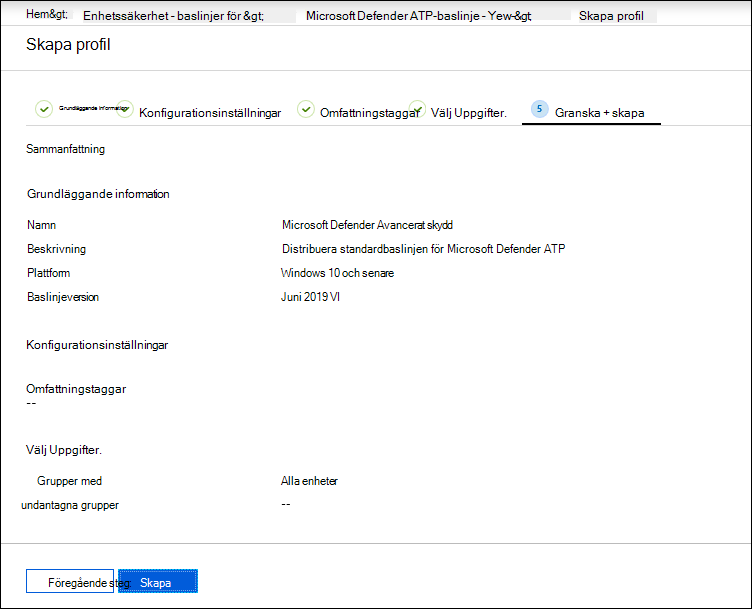 Hem&gt; Enhetssäkerhet - baslinjer för &gt; Microsoft Defender ATP-baslinje - Yew-&gt; Skapa profil
Skapa profil
Grundläggande information Konfigurationsinställningar Omfattningstaggar Välj Uppgifter. 5 Granska + skapa
Sammanfattning
Grundläggande information
Namn Microsoft Defender Avancerat skydd
Beskrivning Distribuera standardbaslinjen för Microsoft Defender ATP
Plattform Windows 10 och senare
Baslinjeversion Juni 2019 VI
Konfigurationsinställningar
Omfattningstaggar
--
Välj Uppgifter.
Grupper med Alla enheter
undantagna grupper --
Föregående steg: Skapa